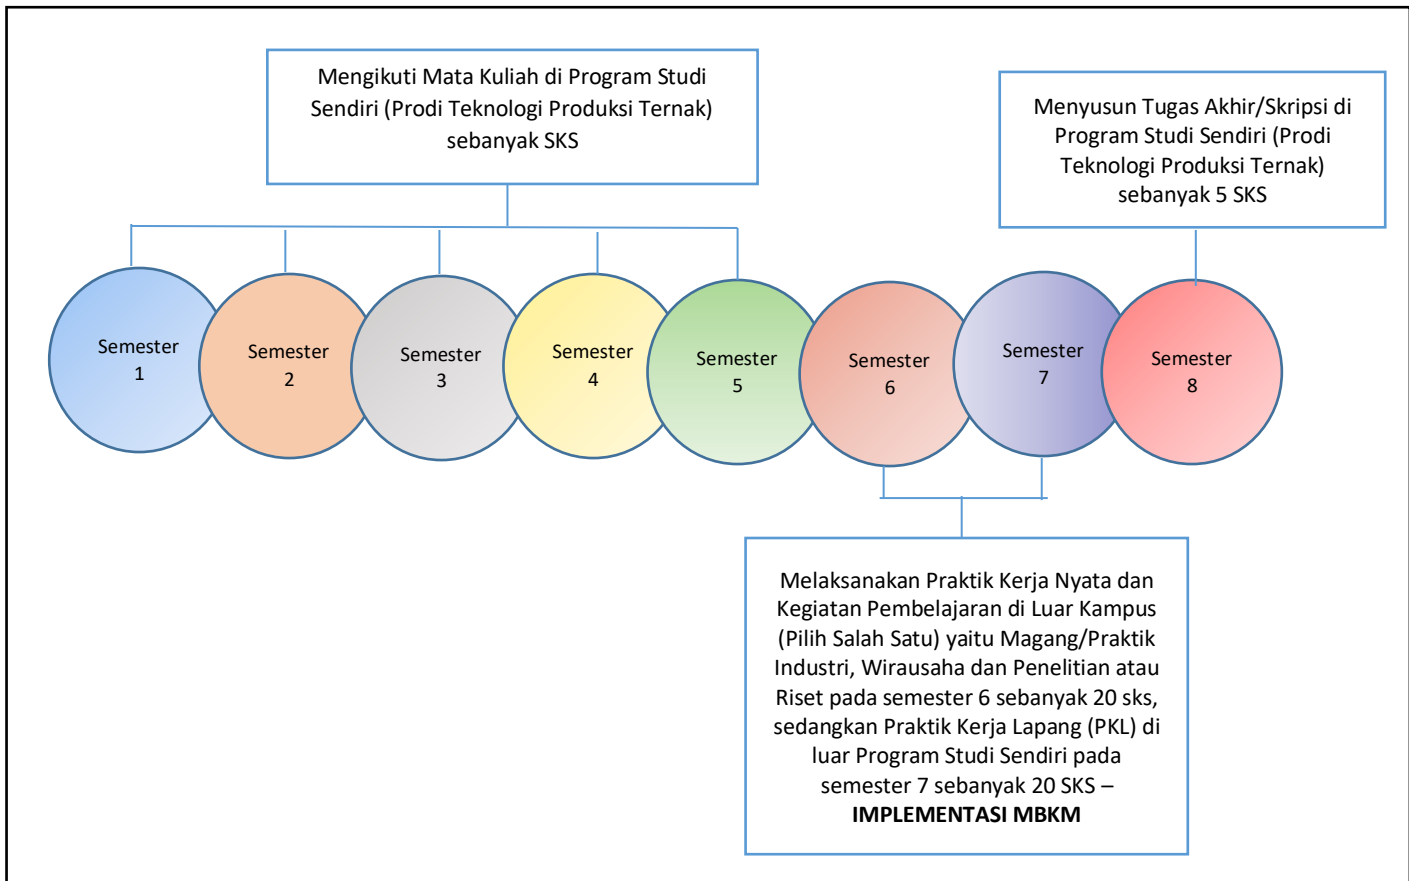 Mengikuti Mata Kuliah di Program Studi
Sendiri (Prodi Teknologi Produksi Ternak)
sebanyak SKS
Menyusun Tugas Akhir/Skripsi di
Program Studi Sendiri (Prodi
Teknologi Produksi Ternak)
sebanyak 5 SKS
Semester
1
Semester
2
Semester
3
Semester
4
Semester
5
Semester
6
Semester
7
Semester
8
Melaksanakan Praktik Kerja Nyata dan
Kegiatan Pembelajaran di Luar Kampus
(Pilih Salah Satu) yaitu Magang/Praktik
Industri, Wirausaha dan Penelitian atau
Riset pada semester 6 sebanyak 20 sks,
sedangkan Praktik Kerja Lapang (PKL) di
luar Program Studi Sendiri pada
semester 7 sebanyak 20 SKS –
IMPLEMENTASI MBKM